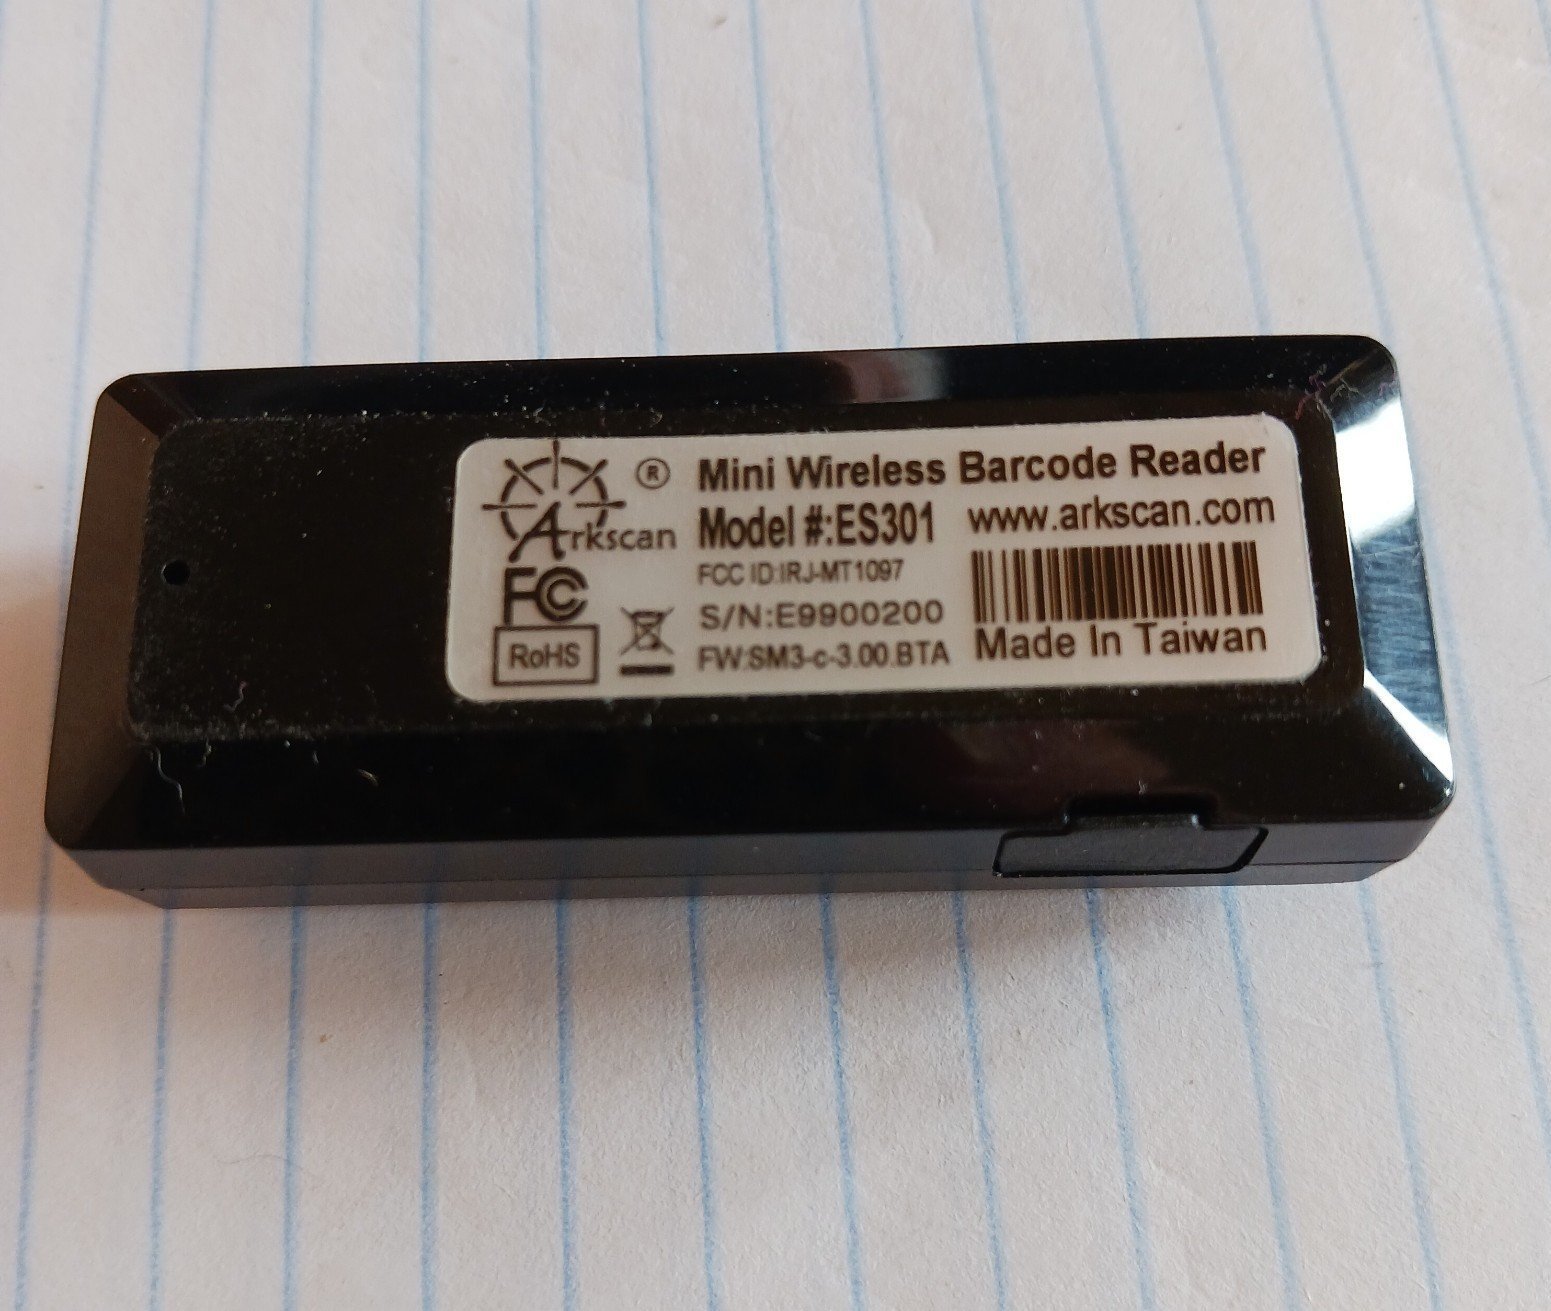 Arkscan ®
FC
RoHS
Mini Wireless Barcode Reader
Model #:ES301 www.arkscan.com
FCC ID:IRJ-MT1097
S/N:E9900200
FW:SM3-c-3.00.BTA
Made In Taiwan